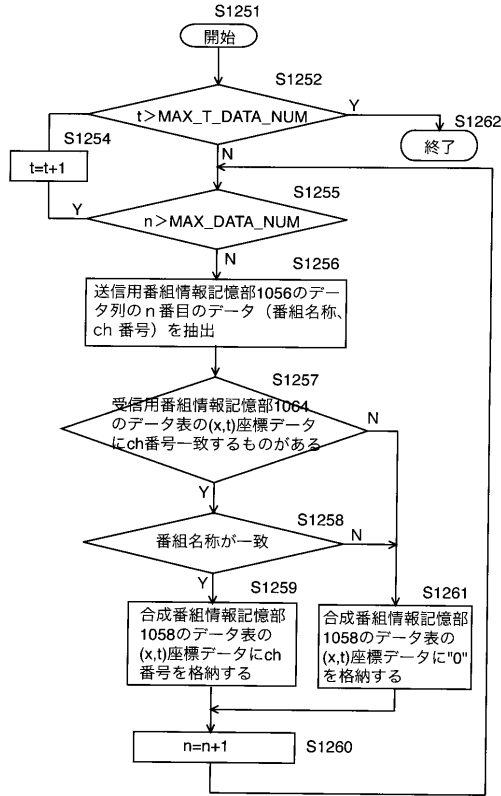 S1251
開始
S1252
t＞MAX_T_DATA_NUM
Y
S1262
終了
N
S1254
t=t+1
S1255
Y
n＞MAX_DATA_NUM
N
S1256
送信用番組情報記憶部1056のデー
タ列のｎ番目のデータ（番組名称、
ch 番号）を抽出
S1257
受信用番組情報記憶部1064
のデータ表の(x,t)座標データ
にch番号一致するものがある
N
Y
S1258
番組名称が一致
N
Y
S1259
合成番組情報記憶部
1058のデータ表の
(x,t)座標データにch
番号を格納する
S1261
合成番組情報記憶部
1058のデータ表の
(x,t)座標データに"0"
を格納する
n=n+1
S1260